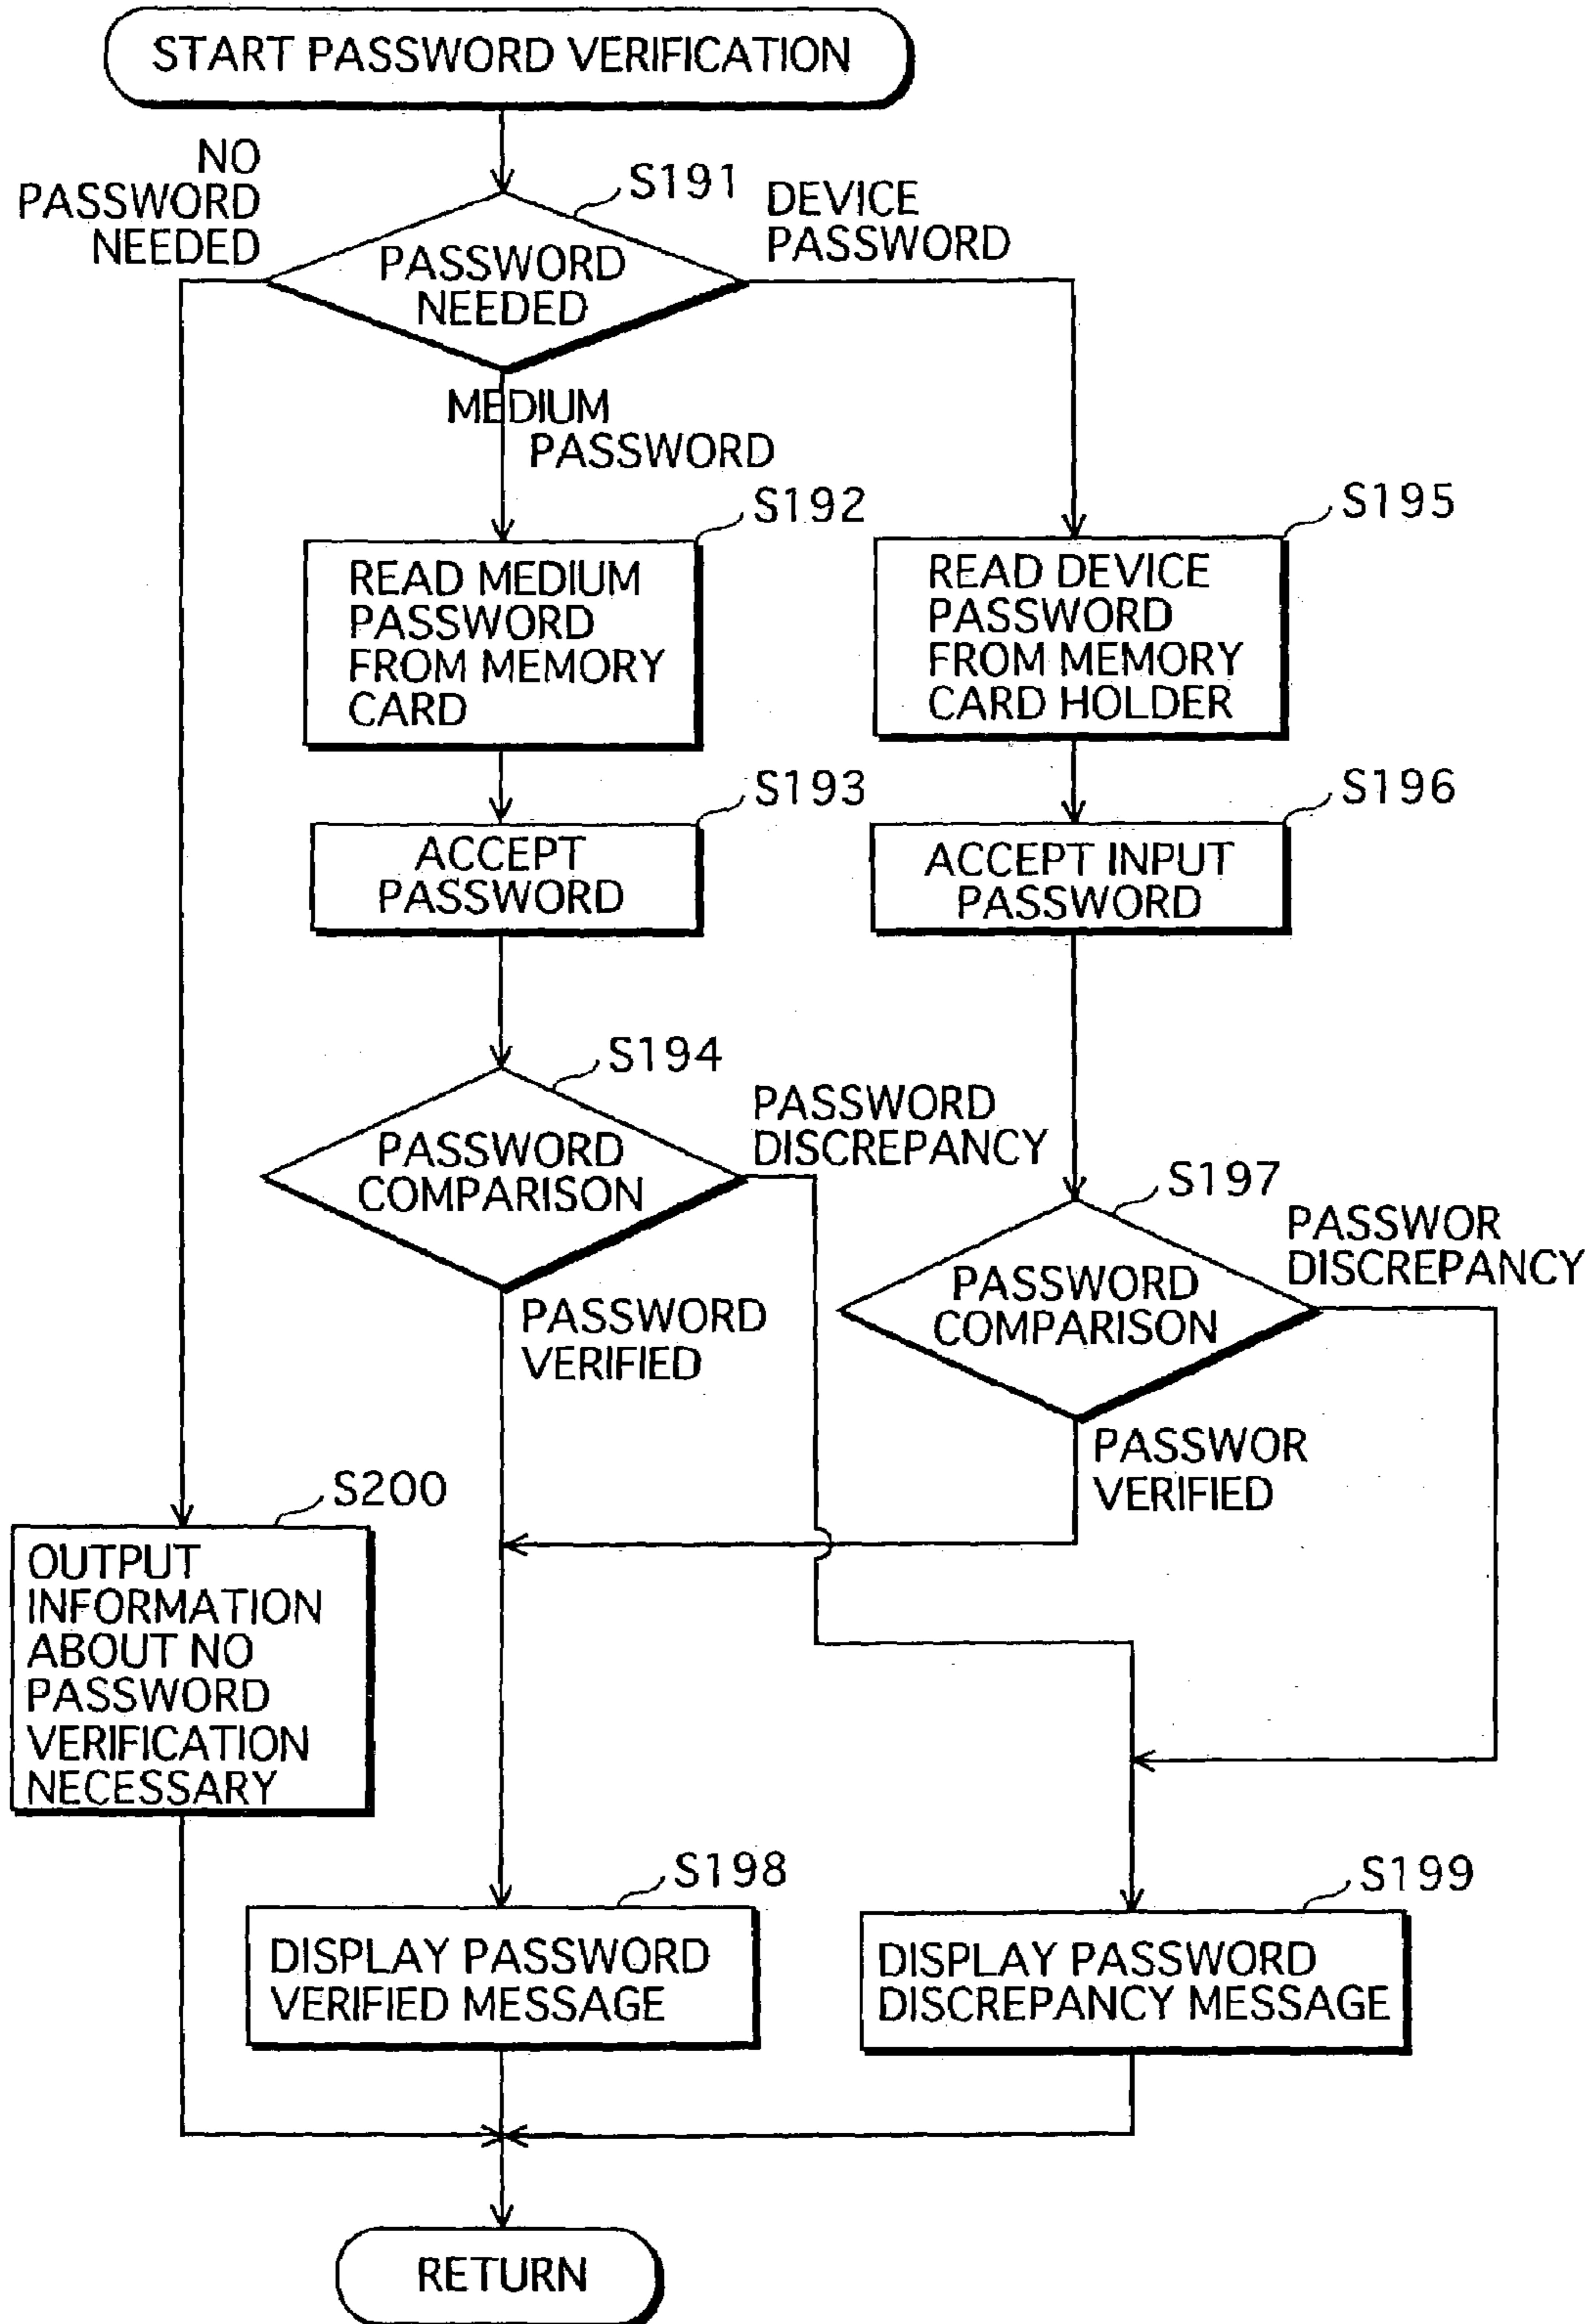 START PASSWORD VERIFICATION
NO
PASSWORD
NEEDED
S191
DEVICE
PASSWORD
PASSWORD
NEEDED
MEDIUM
PASSWORD
S192
READ MEDIUM
PASSWORD
FROM MEMORY
CARD
S195
READ DEVICE
PASSWORD
FROM MEMORY
CARD HOLDER
S193
ACCEPT
PASSWORD
S196
ACCEPT INPUT
PASSWORD
S194
PASSWORD
COMPARISON
PASSWORD
DISCREPANCY
S197
PASSWORD
COMPARISON
PASSWOR
DISCREPANCY
PASSWORD
VERIFIED
PASSWOR
VERIFIED
S200
OUTPUT
INFORMATION
ABOUT NO
PASSWORD
VERIFICATION
NECESSARY
S198
DISPLAY PASSWORD
VERIFIED MESSAGE
S199
DISPLAY PASSWORD
DISCREPANCY MESSAGE
RETURN